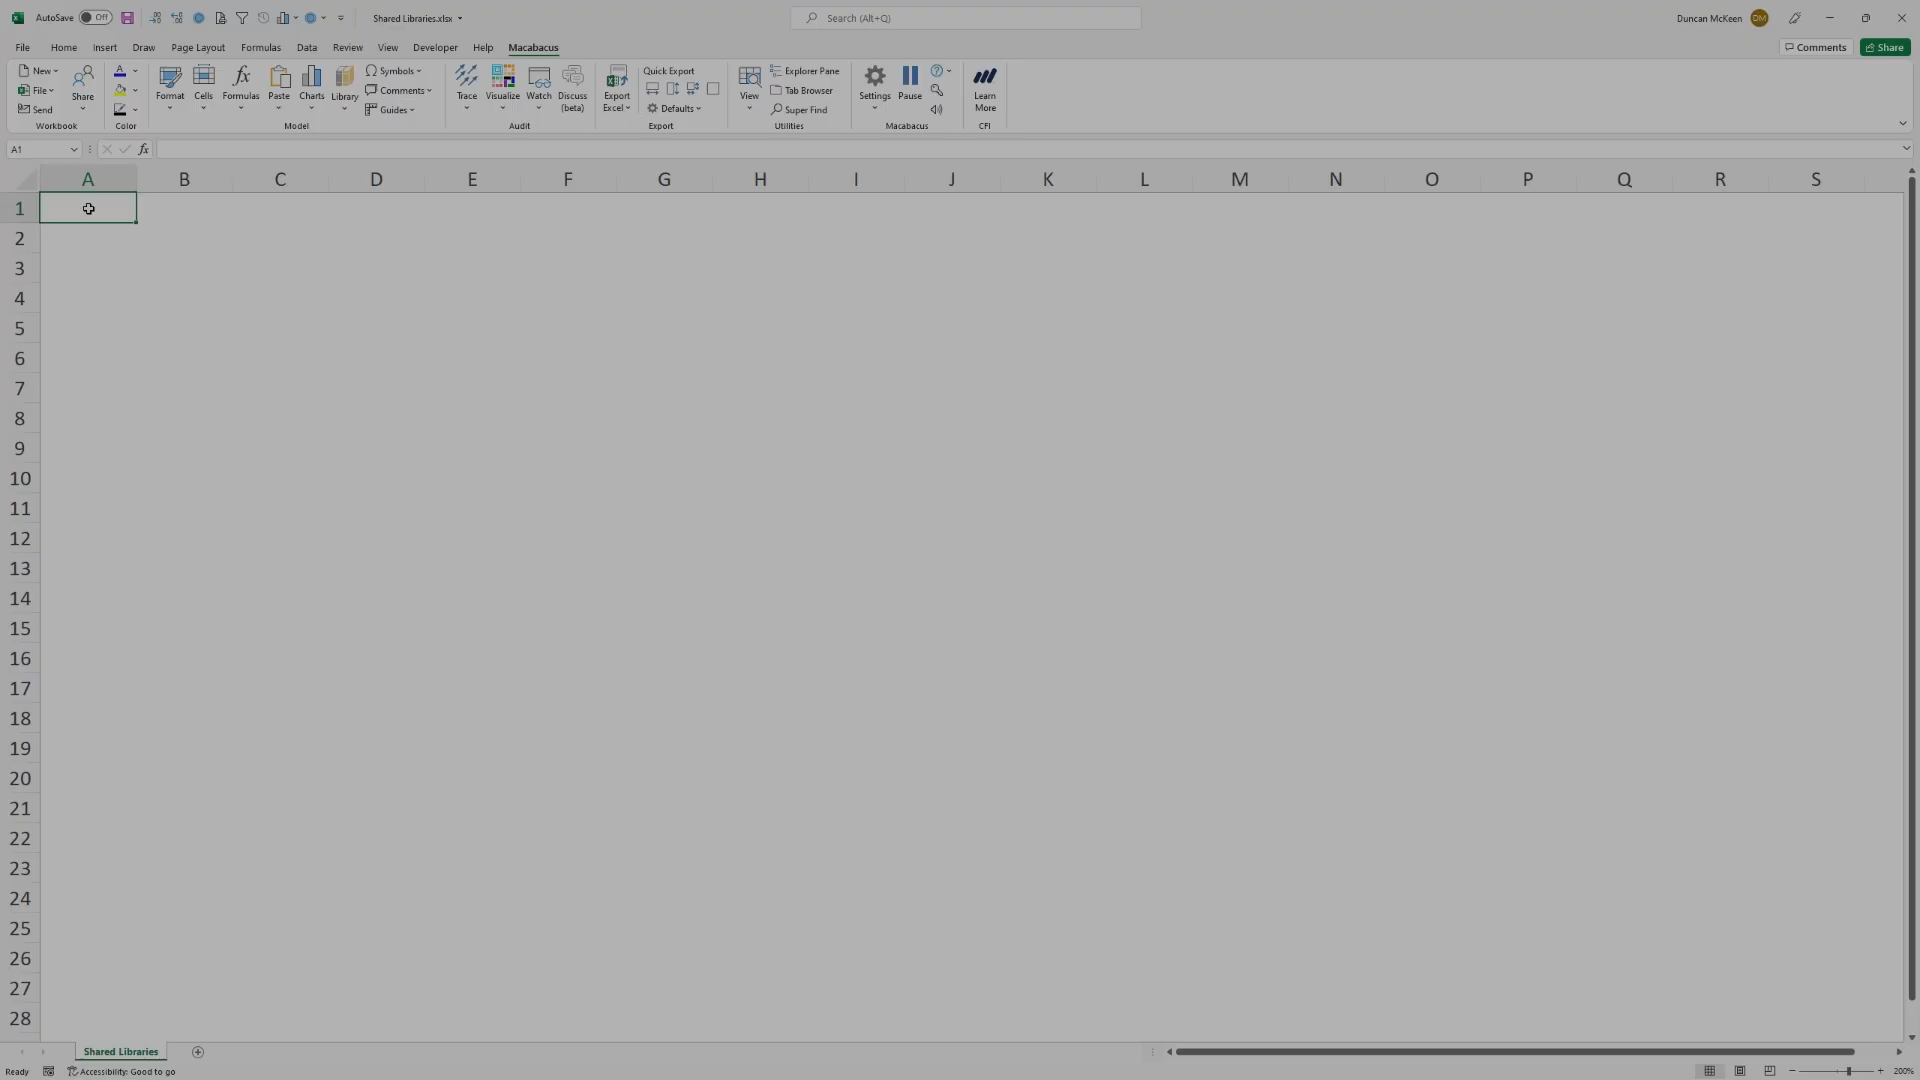 AutoSave Off Shared Libraries.xlsx Search (Alt+Q) Duncan McKeen DM
File Home Insert Draw Page Layout Formulas Data Review View Developer Help Macabacus Comments Share
New File Send Share Workbook
Color
Format Cells Formulas Paste Charts Library Symbols Comments Guides Model
Trace Visualize Watch Discuss (beta) Audit
Export Excel Quick Export Defaults Export
View Explorer Pane Tab Browser Super Find Utilities
Settings Pause Macabacus
Learn More CFI
A1 fx
A B C D E F G H I J K L M N O P Q R S
1
2
3
4
5
6
7
8
9
10
11
12
13
14
15
16
17
18
19
20
21
22
23
24
25
26
27
28
Shared Libraries
Ready Accessibility: Good to go 200%